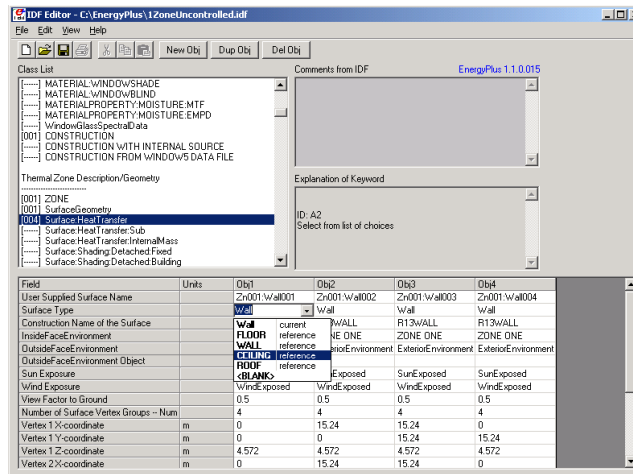 IDF Editor - C:\EnergyPlus\1ZoneUncontrolled.idf
File Edit View Help
New Obj Dup Obj Del Obj
Class List
Comments from IDF EnergyPlus 1.1.0.015
[------] MATERIAL:WINDOWSHADE
[------] MATERIAL:WINDOWBLIND
[------] MATERIALPROPERTY:MOISTURE:MTF
[------] MATERIALPROPERTY:MOISTURE:EMPD
[------] WindowGlassSpectralData
[001] CONSTRUCTION
[------] CONSTRUCTION WITH INTERNAL SOURCE
[------] CONSTRUCTION FROM WINDOW5 DATA FILE
Thermal Zone Description/Geometry
--------------------------
[001] ZONE
[001] SurfaceGeometry
[004] Surface:HeatTransfer
[------] Surface:HeatTransfer:Sub
[------] Surface:HeatTransfer:InternalMass
[------] Surface:Shading:Detached:Fixed
[------] Surface:Shading:Detached:Building
Explanation of Keyword
ID: A2
Select from list of choices
Field Units Obj1 Obj2 Obj3 Obj4
User Supplied Surface Name Zn001:Wall001 Zn001:Wall002 Zn001:Wall003 Zn001:Wall004
Surface Type Wall Wall Wall Wall
Construction Name of the Surface R13WALL R13WALL
InsideFaceEnvironment ZONE ONE ZONE ONE
OutsideFaceEnvironment ExteriorEnvironment ExteriorEnvironment
OutsideFaceEnvironment Object
Sun Exposure SunExposed SunExposed
Wind Exposure WindExposed WindExposed WindExposed WindExposed
View Factor to Ground 0.5 0.5 0.5 0.5
Number of Surface Vertex Groups -- Num 4 4 4 4
Vertex 1 X-coordinate m 0 15.24 15.24 0
Vertex 1 Y-coordinate m 0 0 15.24 15.24
Vertex 1 Z-coordinate m 4.572 4.572 4.572 4.572
Vertex 2 X-coordinate m 0 15.24 15.24 0
Wall current
FLOOR reference
WALL reference
CEILING reference
ROOF reference
<BLANK>